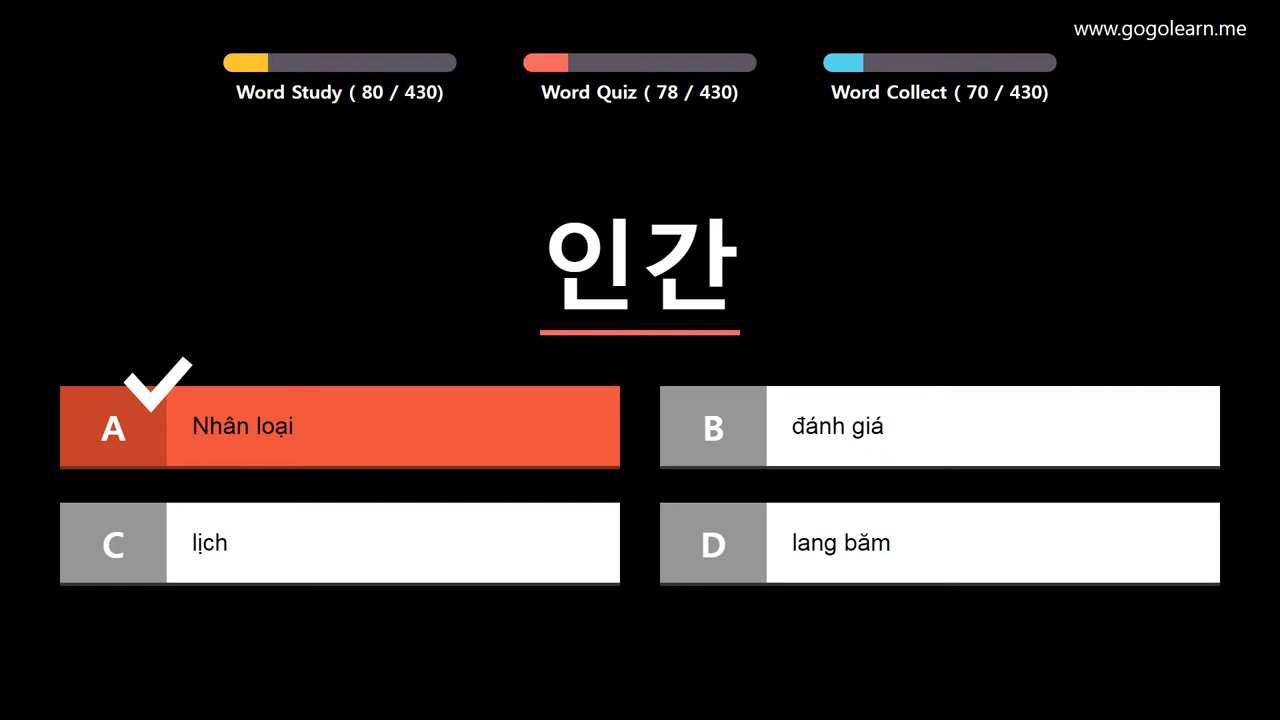 www.gogolearn.me
Word Study ( 80 / 430)
Word Quiz ( 78 / 430)
Word Collect ( 70 / 430)
인간
A
Nhân loại
B
đánh giá
C
lịch
D
lang băm